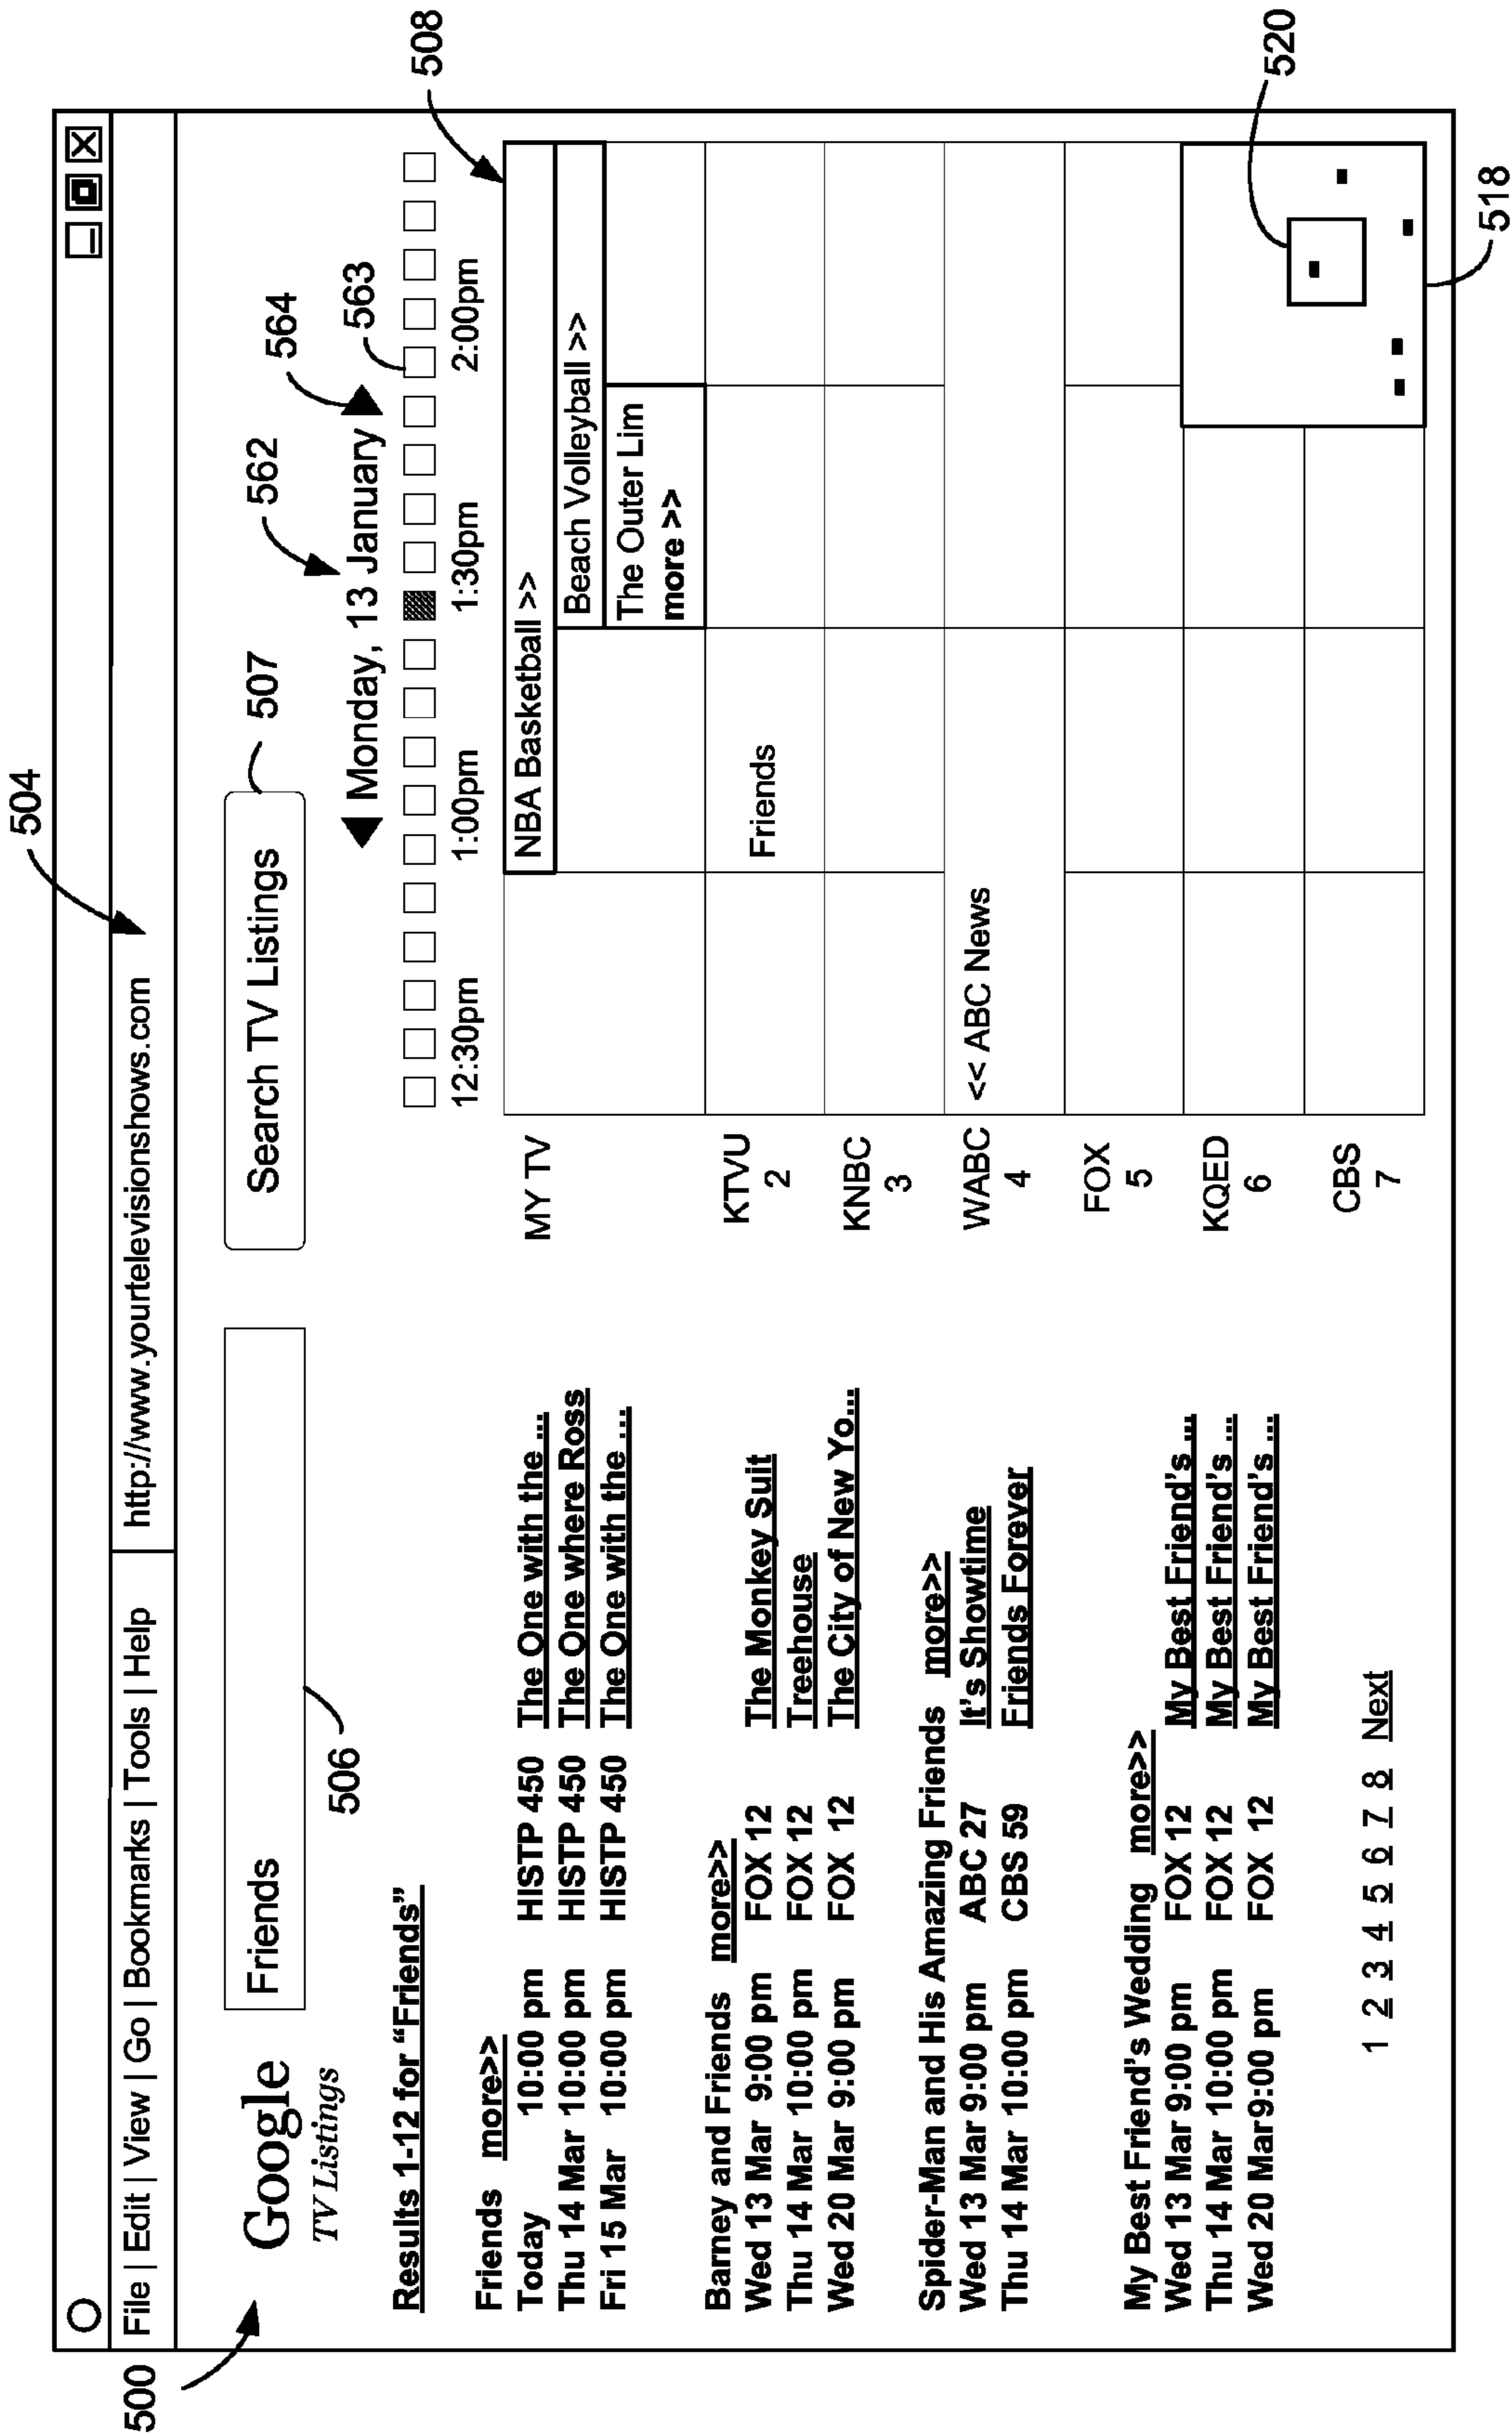 500
504
File | Edit | View | Go | Bookmarks | Tools | Help
http://www.yourtelevisionshows.com
Google
TV Listings
Friends
506
Search TV Listings
507
Results 1-12 for “Friends”
Friends more>>
Today 10:00 pm HISTP 450 The One with the ...
Thu 14 Mar 10:00 pm HISTP 450 The One where Ross
Fri 15 Mar 10:00 pm HISTP 450 The One with the ...
Barney and Friends more>>
Wed 13 Mar 9:00 pm FOX 12 The Monkey Suit
Thu 14 Mar 10:00 pm FOX 12 Treehouse
Wed 20 Mar 9:00 pm FOX 12 The City of New Yo...
Spider-Man and His Amazing Friends more>>
Wed 13 Mar 9:00 pm ABC 27 It's Showtime
Thu 14 Mar 10:00 pm CBS 59 Friends Forever
My Best Friend's Wedding more>>
Wed 13 Mar 9:00 pm FOX 12 My Best Friend's ...
Thu 14 Mar 10:00 pm FOX 12 My Best Friend's ...
Wed 20 Mar9:00 pm FOX 12 My Best Friend's ...
1 2 3 4 5 6 7 8 Next
562
564
563
508
Monday, 13 January
12:30pm 1:00pm 1:30pm 2:00pm
MY TV
NBA Basketball >>
Beach Volleyball >>
The Outer Lim
more >>
KTVU
2
Friends
KNBC
3
WABC
4
<< ABC News
FOX
5
KQED
6
CBS
7
520
518